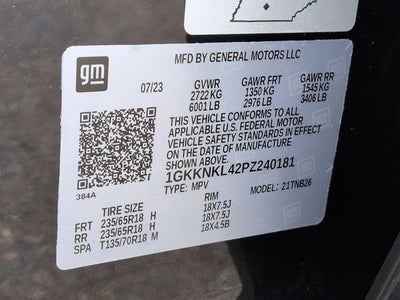 gm
MFD BY GENERAL MOTORS LLC
07/23 GVWR GAWR FRT GAWR RR
2722 KG 1350 KG 1545 KG
6001 LB 2976 LB 3406 LB
THIS VEHICLE CONFORMS TO ALL
APPLICABLE U.S. FEDERAL MOTOR
VEHICLE SAFETY STANDARDS IN EFFECT
ON THE DATE OF MANUFACTURE
SHOWN ABOVE.
384A
1GKKNKL42PZ240181
TYPE: MPV MODEL: 21TNB26
TIRE SIZE RIM
FRT 235/65R18 H 18X7.5J
RR 235/65R18 H 18X7.5J
SPA T135/70R18 M 18X4.5B